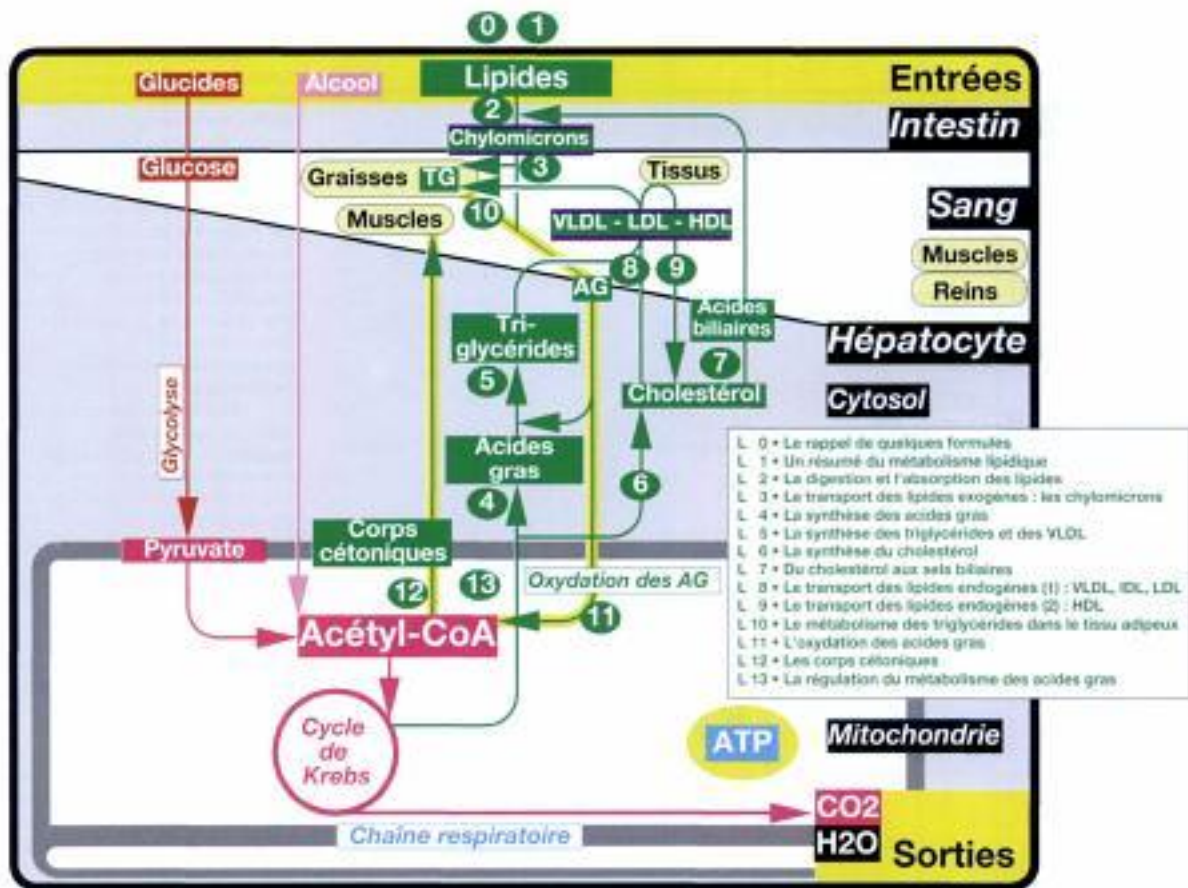 0 1
Glucides Alcool Lipides Entrées
2
Intestin
Chylomicrons
Glucose
3
Tissus
Graisses TG
10
Muscles
VLDL - LDL - HDL
Sang
Muscles
8 9
AG
Reins
Acides
biliaires
Tri-
glycérides
Hépatocyte
7
5
Cholestérol
Cytosol
Glycolyse
Acides
gras
6
4
L 0 • Le rappel de quelques formules
L 1 • Un résumé du métabolisme lipidique
L 2 • La digestion et l'absorption des lipides
L 3 • Le transport des lipides exogènes : les chylomicrons
L 4 • La synthèse des acides gras
L 5 • La synthèse des triglycérides et des VLDL
L 6 • La synthèse du cholestérol
L 7 • Du cholestérol aux sels biliaires
L 8 • Le transport des lipides endogènes (1) : VLDL, IDL, LDL
L 9 • Le transport des lipides endogènes (2) : HDL
L 10 • Le métabolisme des triglycérides dans le tissu adipeux
L 11 • L'oxydation des acides gras
L 12 • Les corps cétoniques
L 13 • La régulation du métabolisme des acides gras
Corps
cétoniques
Pyruvate
Oxydation des AG
12 13
11
Acétyl-CoA
Cycle
de
Krebs
ATP
Mitochondrie
CO2
Chaîne respiratoire
H2O
Sorties